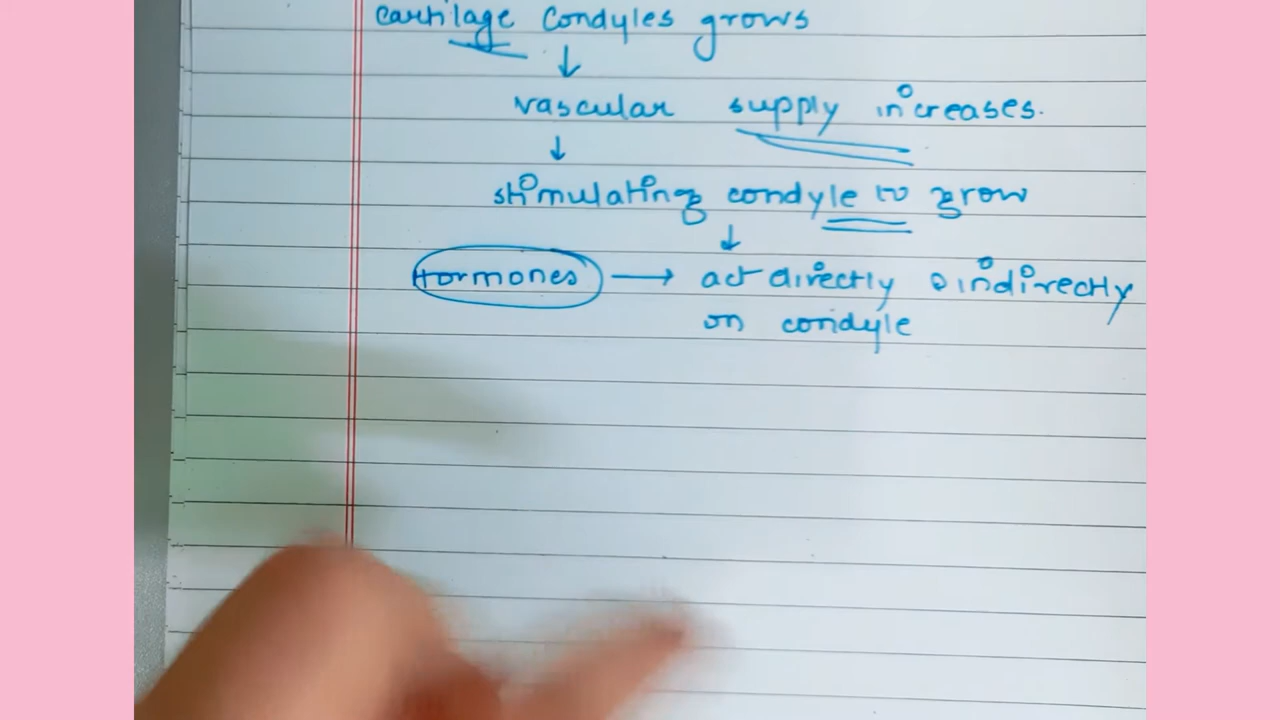 cartilage condyles grows
↓
vascular supply increases.
↓
stimulating condyle to grow
↓
Hormones → act directly & indirectly
on condyle